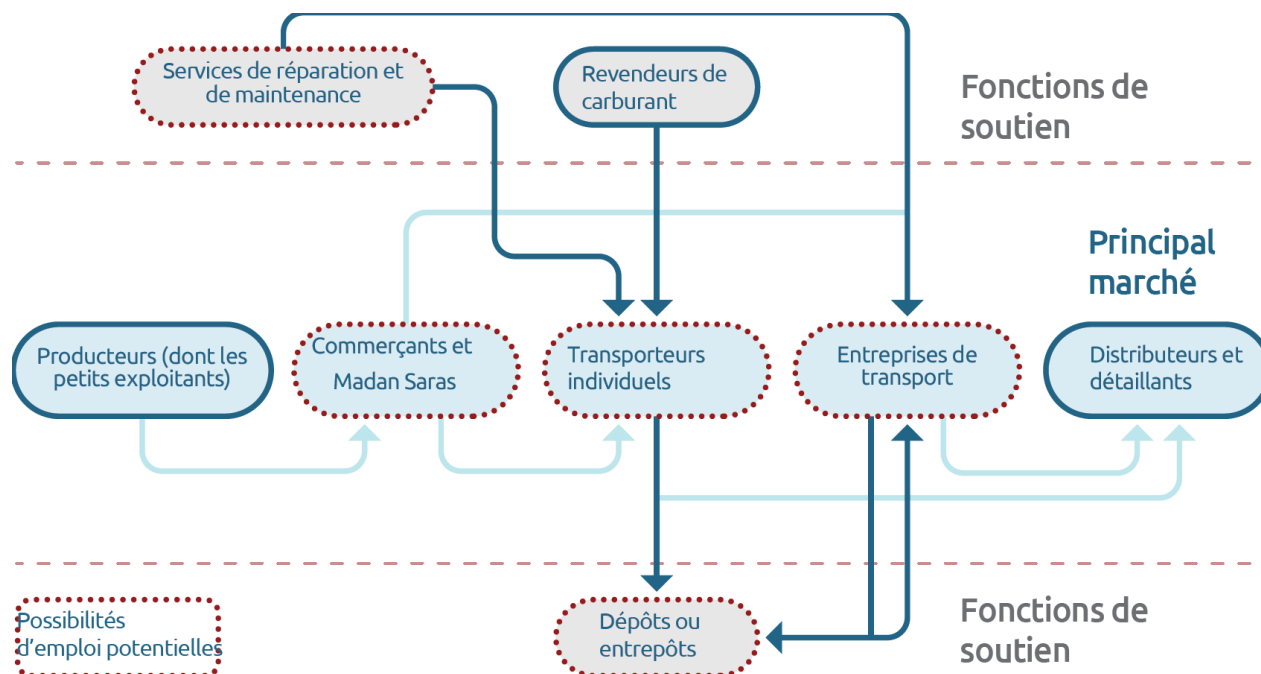 Services de réparation et
de maintenance
Revendeurs de
carburant
Fonctions de
soutien
Principal
marché
Producteurs (dont les
petits exploitants)
Commerçants et
Madan Saras
Transporteurs
individuels
Entreprises de
transport
Distributeurs et
détaillants
Possibilités
d’emploi potentielles
Dépôts ou
entrepôts
Fonctions de
soutien